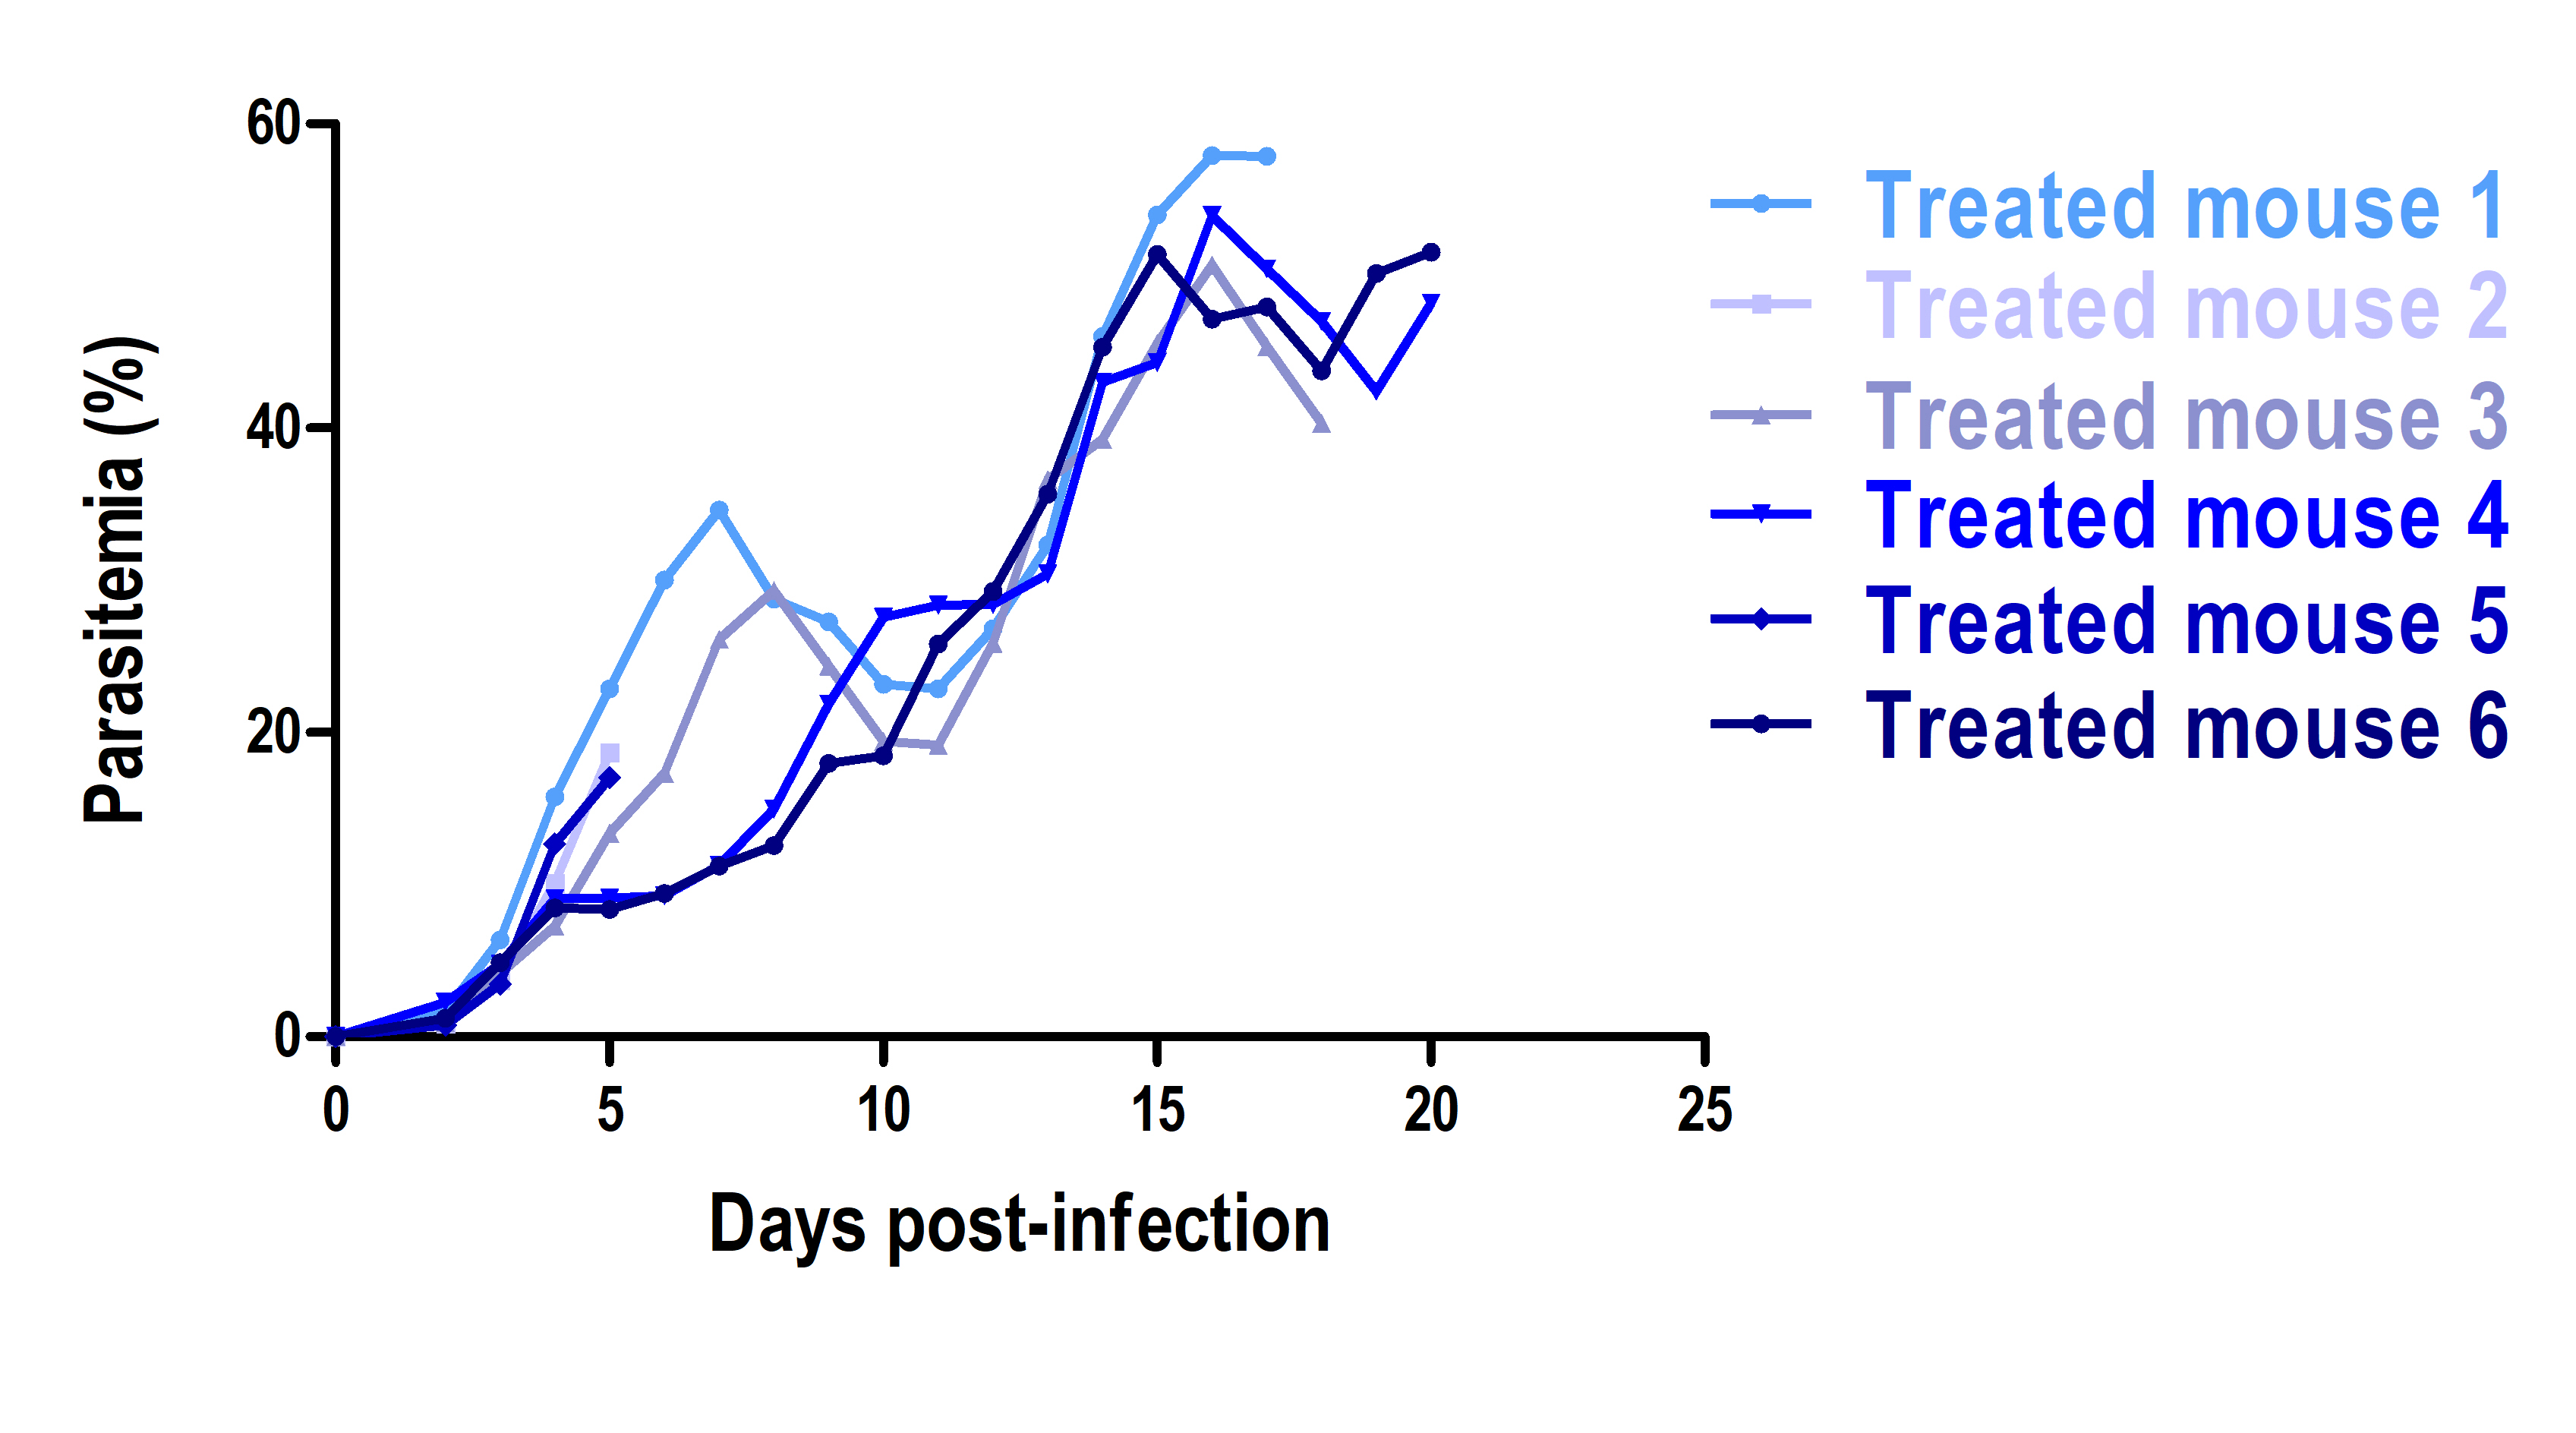 60
40
20
0
Parasitemia (%)
0 5 10 15 20 25
Days post-infection
Treated mouse 1
Treated mouse 2
Treated mouse 3
Treated mouse 4
Treated mouse 5
Treated mouse 6